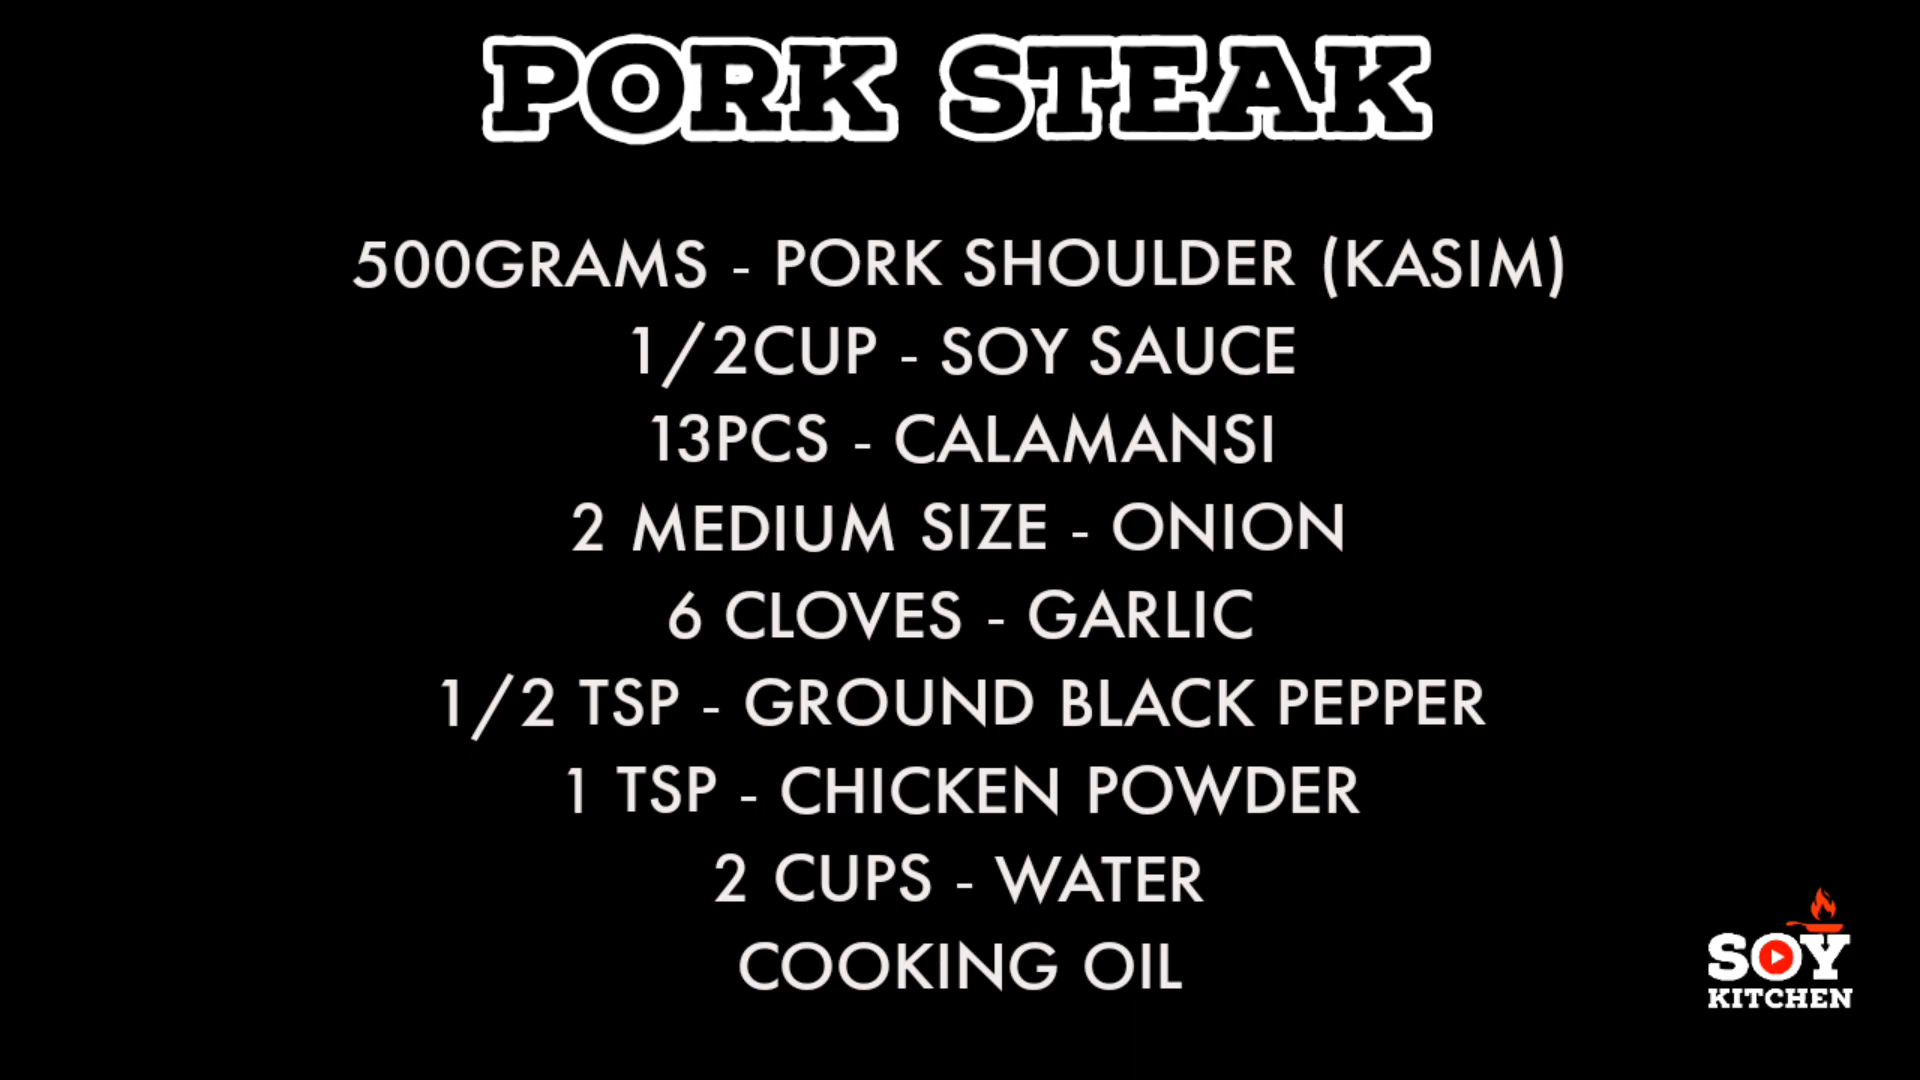 PORK STEAK
500GRAMS - PORK SHOULDER (KASIM)
1/2CUP - SOY SAUCE
13PCS - CALAMANSI
2 MEDIUM SIZE - ONION
6 CLOVES - GARLIC
1/2 TSP - GROUND BLACK PEPPER
1 TSP - CHICKEN POWDER
2 CUPS - WATER
COOKING OIL
SOY
KITCHEN